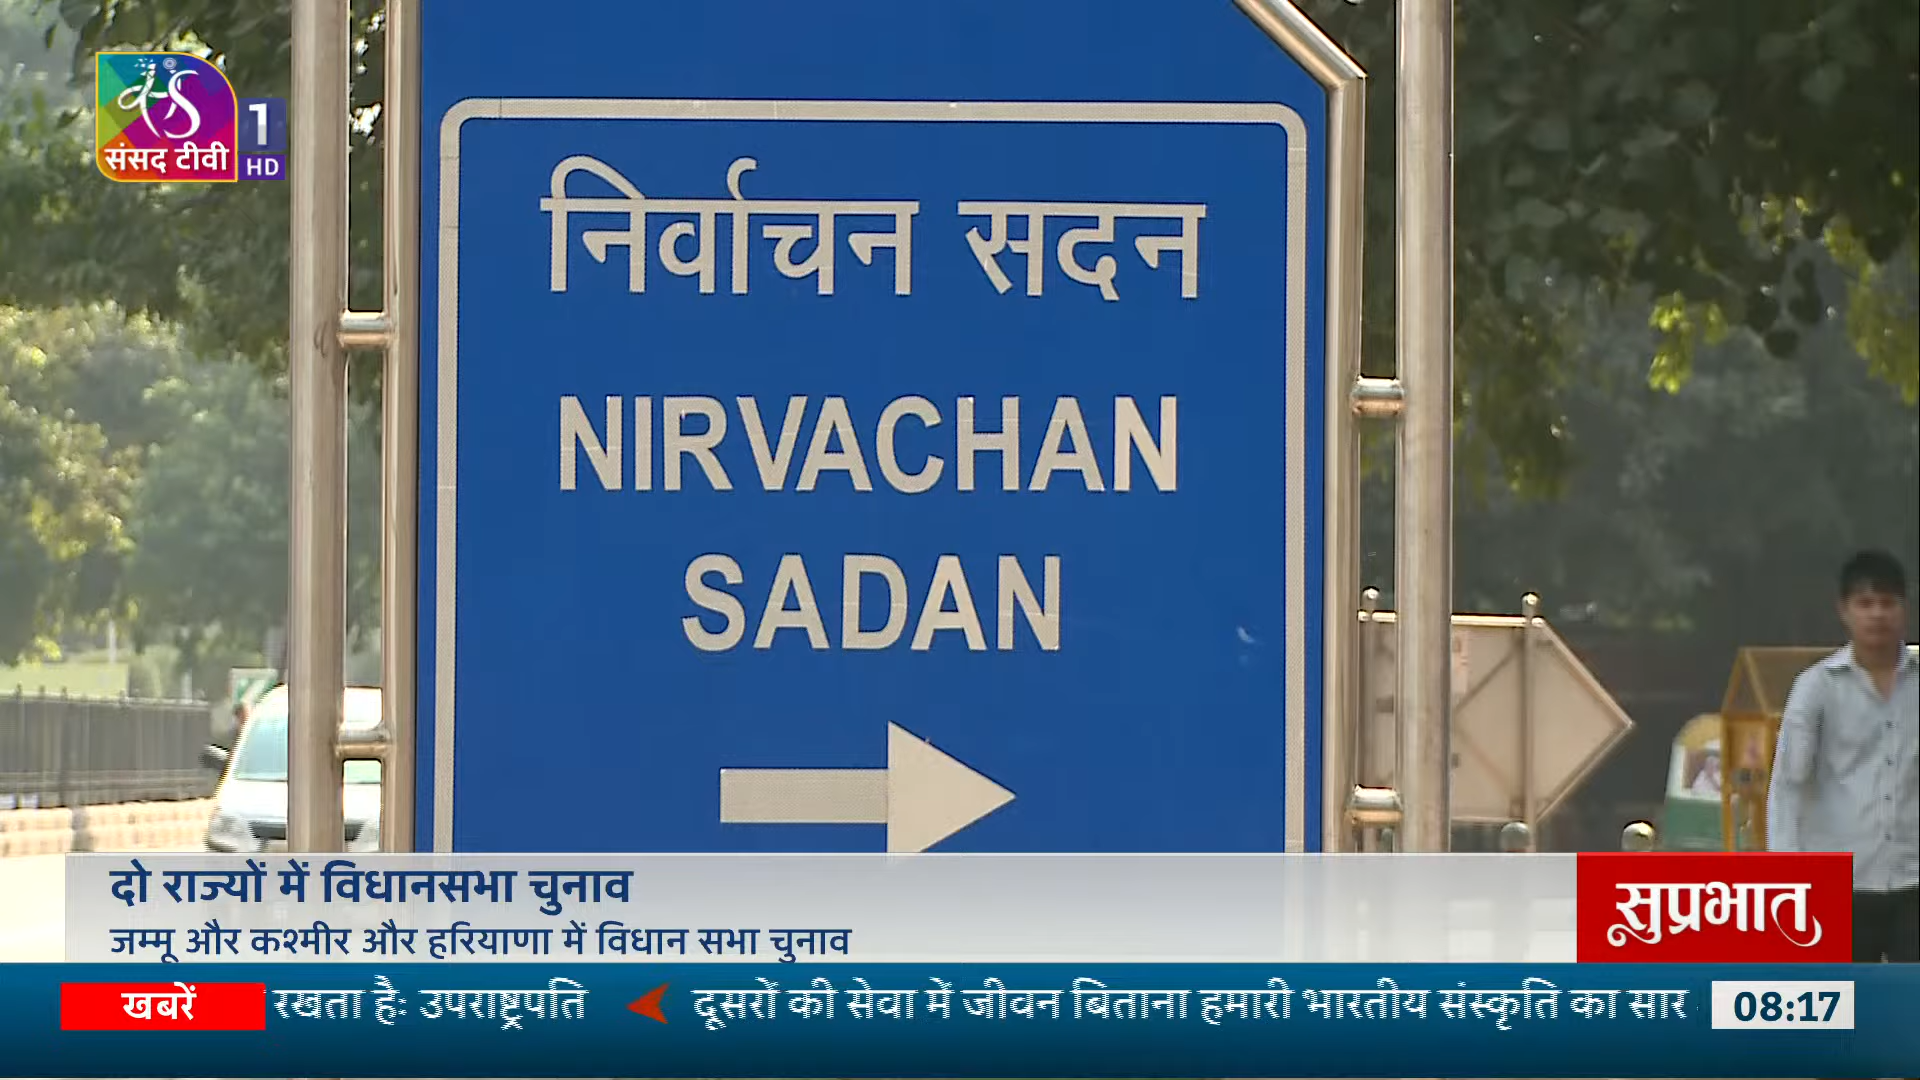 संसद टीवी
1
HD
निर्वाचन सदन
NIRVACHAN
SADAN
दो राज्यों में विधानसभा चुनाव
जम्मू और कश्मीर और हरियाणा में विधान सभा चुनाव
सुप्रभात
खबरें
रखता हैः उपराष्ट्रपति
दूसरों की सेवा में जीवन बिताना हमारी भारतीय संस्कृति का सार
08:17